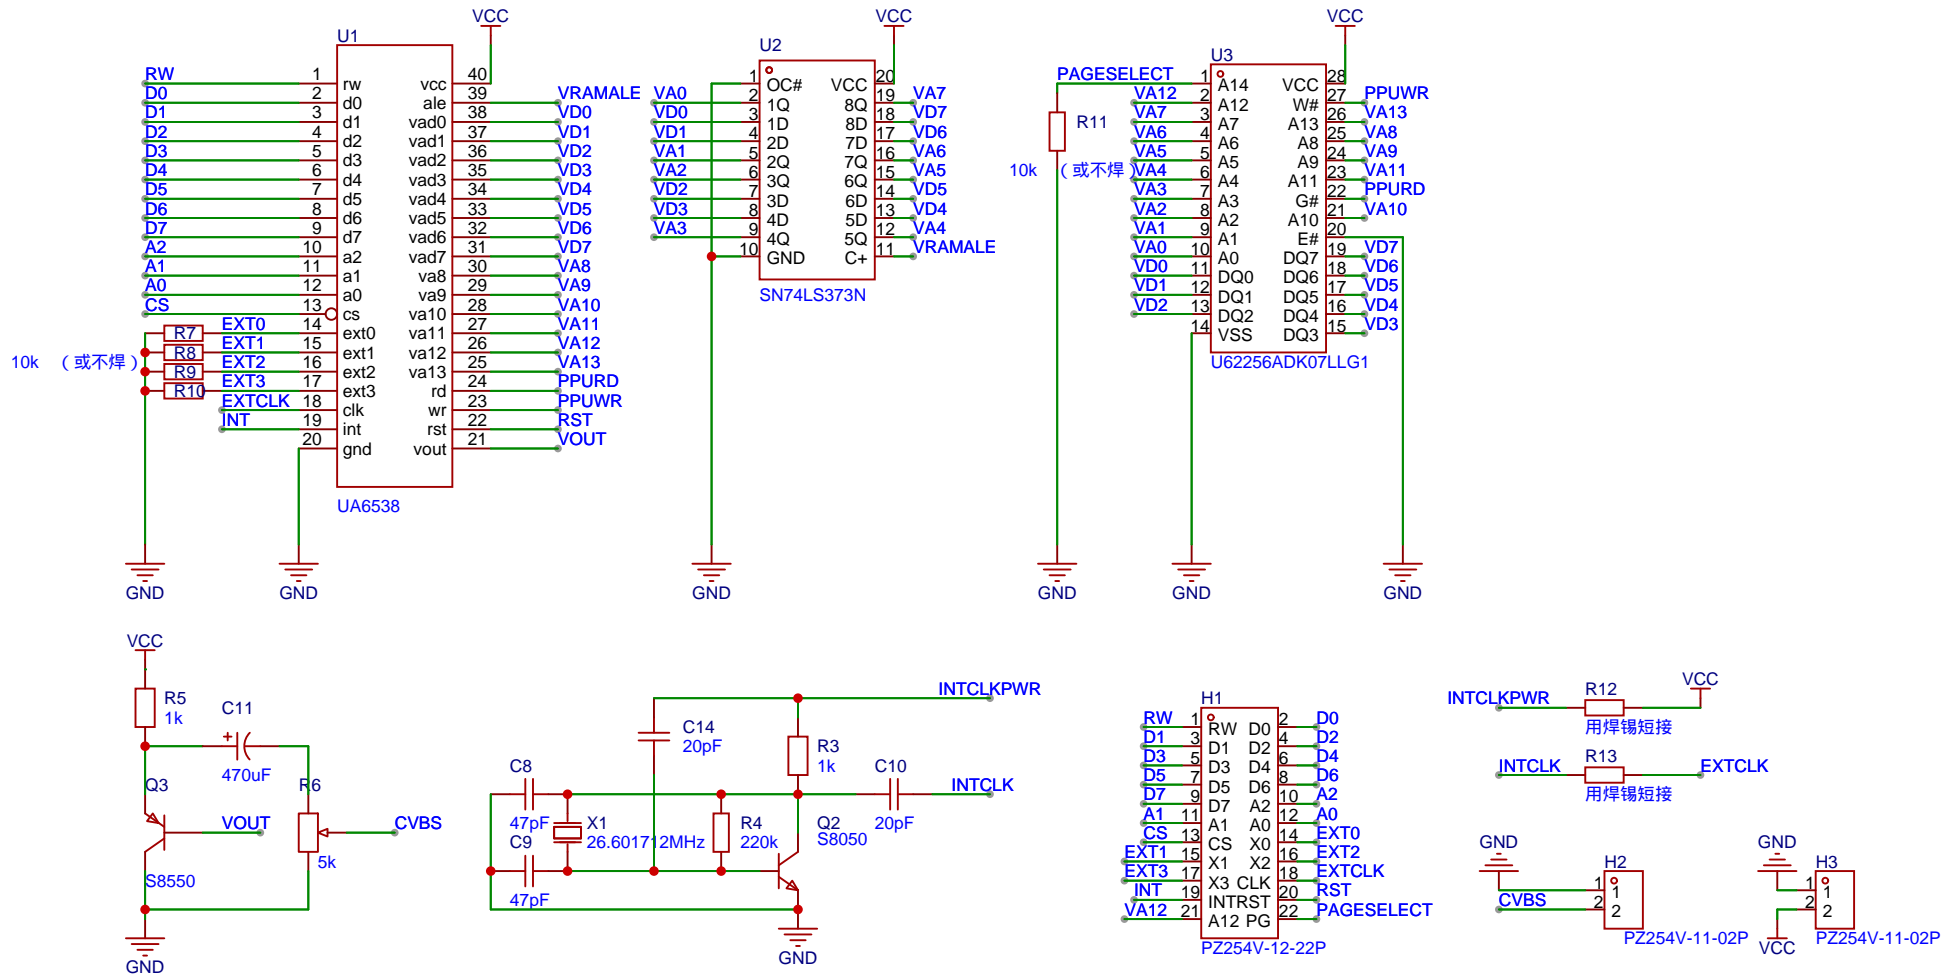 U1
VCC
RW 1 rw vcc 40
D0 2 d0 ale 39 VRAMALE
D1 3 d1 vad0 38 VD0
D2 4 d2 vad1 37 VD1
D3 5 d3 vad2 36 VD2
D4 6 d4 vad3 35 VD3
D5 7 d5 vad4 34 VD4
D6 8 d6 vad5 33 VD5
D7 9 d7 vad6 32 VD6
A2 10 a2 vad7 31 VD7
A1 11 a1 va8 30 VA8
A0 12 a0 va9 29 VA9
CS 13 cs va10 28 VA10
R7 EXT0 14 ext0 va11 27 VA11
R8 EXT1 15 ext1 va12 26 VA12
10k （或不焊）
R9 EXT2 16 ext2 va13 25 VA13
R10 EXT3 17 ext3 rd 24 PPURD
EXTCLK 18 clk wr 23 PPUWR
INT 19 int rst 22 RST
20 gnd vout 21 VOUT
UA6538
GND
GND
U2
VCC
1 OC# VCC 20
VA0 2 1Q 8Q 19 VA7
VD0 3 1D 8D 18 VD7
VD1 4 2D 7D 17 VD6
VA1 5 2Q 7Q 16 VA6
VA2 6 3Q 6Q 15 VA5
VD2 7 3D 6D 14 VD5
VD3 8 4D 5D 13 VD4
VA3 9 4Q 5Q 12 VA4
10 GND C+ 11 VRAMALE
SN74LS373N
GND
U3
VCC
PAGESELECT 1 A14 VCC 28
VA12 2 A12 W# 27 PPUWR
VA7 3 A7 A13 26 VA13
VA6 4 A6 A8 25 VA8
VA5 5 A5 A9 24 VA9
VA4 6 A4 A11 23 VA11
VA3 7 A3 G# 22 PPURD
VA2 8 A2 A10 21 VA10
VA1 9 A1 E# 20
VA0 10 A0 DQ7 19 VD7
VD0 11 DQ0 DQ6 18 VD6
VD1 12 DQ1 DQ5 17 VD5
VD2 13 DQ2 DQ4 16 VD4
14 VSS DQ3 15 VD3
U62256ADK07LLG1
R11
10k （或不焊）
GND
GND
GND
VCC
R5
1k
C11
470uF
Q3
R6
VOUT
CVBS
5k
S8550
GND
INTCLKPWR
C14
20pF
R3
1k
C8
47pF
C10
20pF
INTCLK
X1
26.601712MHz
R4
220k
Q2
S8050
C9
47pF
GND
H1
RW 1 RW D0 2 D0
D1 3 D1 D2 4 D2
D3 5 D3 D4 6 D4
D5 7 D5 D6 8 D6
D7 9 D7 A2 10 A2
A1 11 A1 A0 12 A0
CS 13 CS X0 14 EXT0
EXT1 15 X1 X2 16 EXT2
EXT3 17 X3 CLK 18 EXTCLK
INT 19 INTRST 20 RST
VA12 21 A12 PG 22 PAGESELECT
PZ254V-12-22P
INTCLKPWR
R12
VCC
用焊锡短接
INTCLK
R13
EXTCLK
用焊锡短接
GND
H2
1 1
CVBS 2 2
PZ254V-11-02P
GND
H3
1 1
2 2
VCC
PZ254V-11-02P